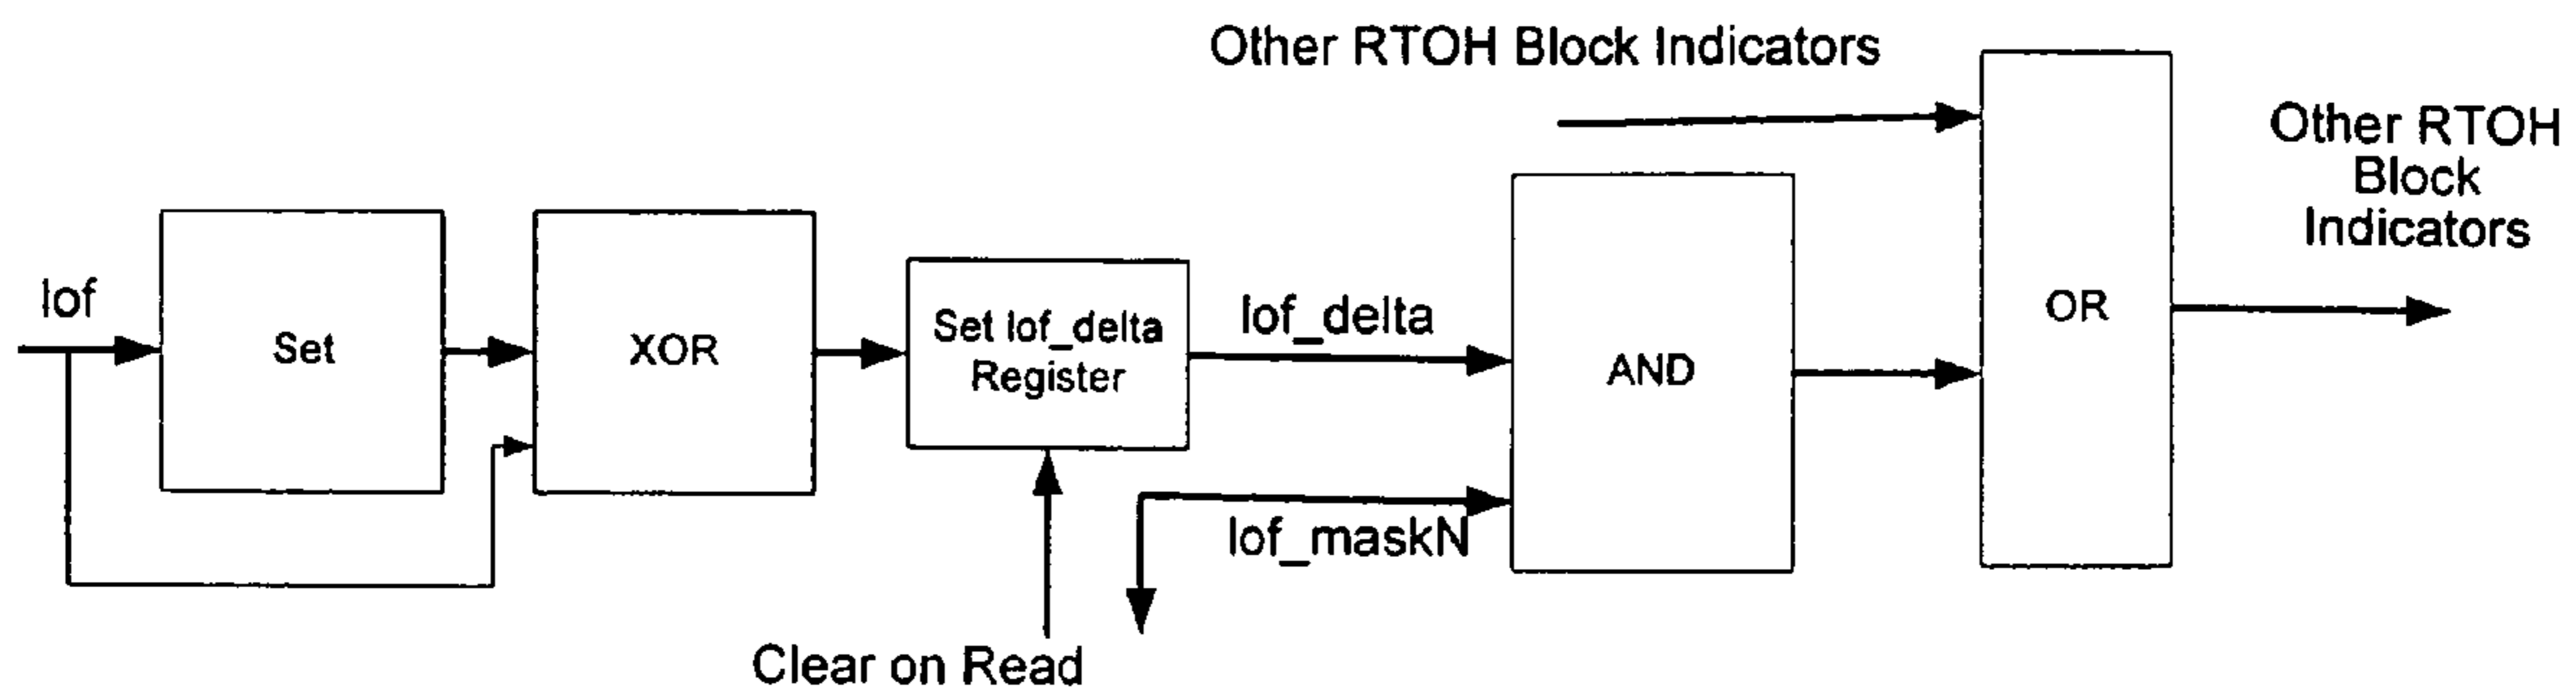 Other RTOH Block Indicators
Other RTOH
Block
Indicators
lof
Set
XOR
Set lof_delta
Register
lof_delta
AND
OR
lof_maskN
Clear on Read